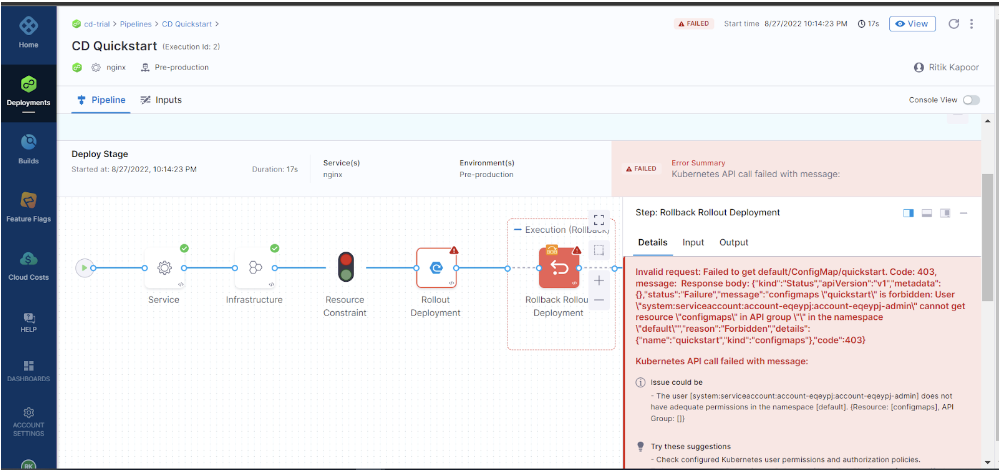 Home
Deployments
Builds
Feature Flags
Cloud Costs
HELP
DASHBOARDS
ACCOUNT
SETTINGS
RK
cd-trial > Pipelines > CD Quickstart >
FAILED
Start time 8/27/2022 10:14:23 PM
17s
View
CD Quickstart (Execution Id: 2)
nginx
Pre-production
Ritik Kapoor
Pipeline
Inputs
Console View
Deploy Stage
Started at: 8/27/2022, 10:14:23 PM
Duration: 17s
Service(s)
nginx
Environment(s)
Pre-production
FAILED
Error Summary
Kubernetes API call failed with message:
Service
Infrastructure
Resource
Constraint
Rollout
Deployment
Execution (Rollback)
Rollback Rollou
Deployment
Step: Rollback Rollout Deployment
Details
Input
Output
Invalid request: Failed to get default/ConfigMap/quickstart. Code: 403,
message: Response body: {"kind":"Status","apiVersion":"v1","metadata":
{},"status":"Failure","message":"configmaps \"quickstart\" is forbidden: User
\"system:serviceaccount:account-eqeypj:account-eqeypj-admin\" cannot get
resource \"configmaps\" in API group \"\" in the namespace
\"default\"","reason":"Forbidden","details":
{"name":"quickstart","kind":"configmaps"},"code":403}
Kubernetes API call failed with message:
Issue could be
- The user [system:serviceaccount:account-eqeypj:account-eqeypj-admin] does not
have adequate permissions in the namespace [default]. {Resource: [configmaps], API
Group: []}
Try these suggestions
- Check configured Kubernetes user permissions and authorization policies.